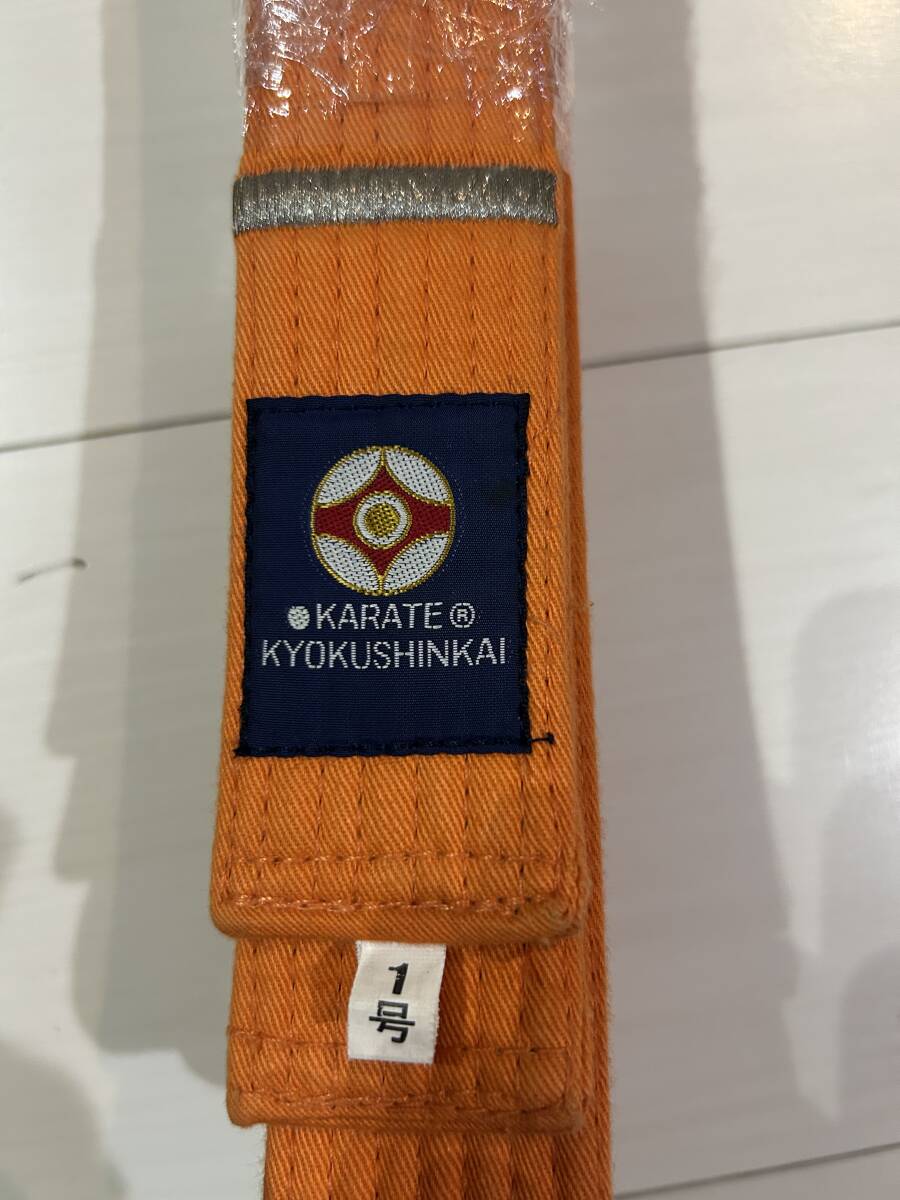 ●KARATE®
KYOKUSHINKAI
1
号